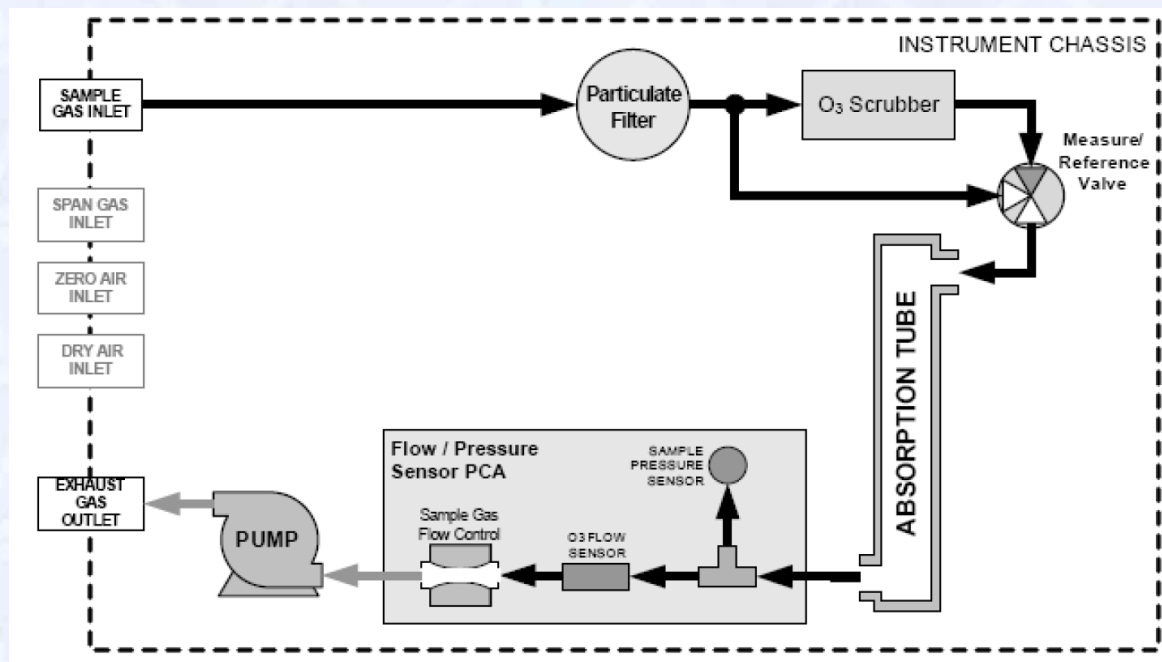 INSTRUMENT CHASSIS
SAMPLE
GAS INLET
Particulate
Filter
O₃ Scrubber
Measure/
Reference
Valve
SPAN GAS
INLET
ZERO AIR
INLET
DRY AIR
INLET
ABSORPTION TUBE
Flow / Pressure
Sensor PCA
SAMPLE
PRESSURE
SENSOR
EXHAUST
GAS
OUTLET
PUMP
Sample Gas
Flow Control
O3 FLOW
SENSOR